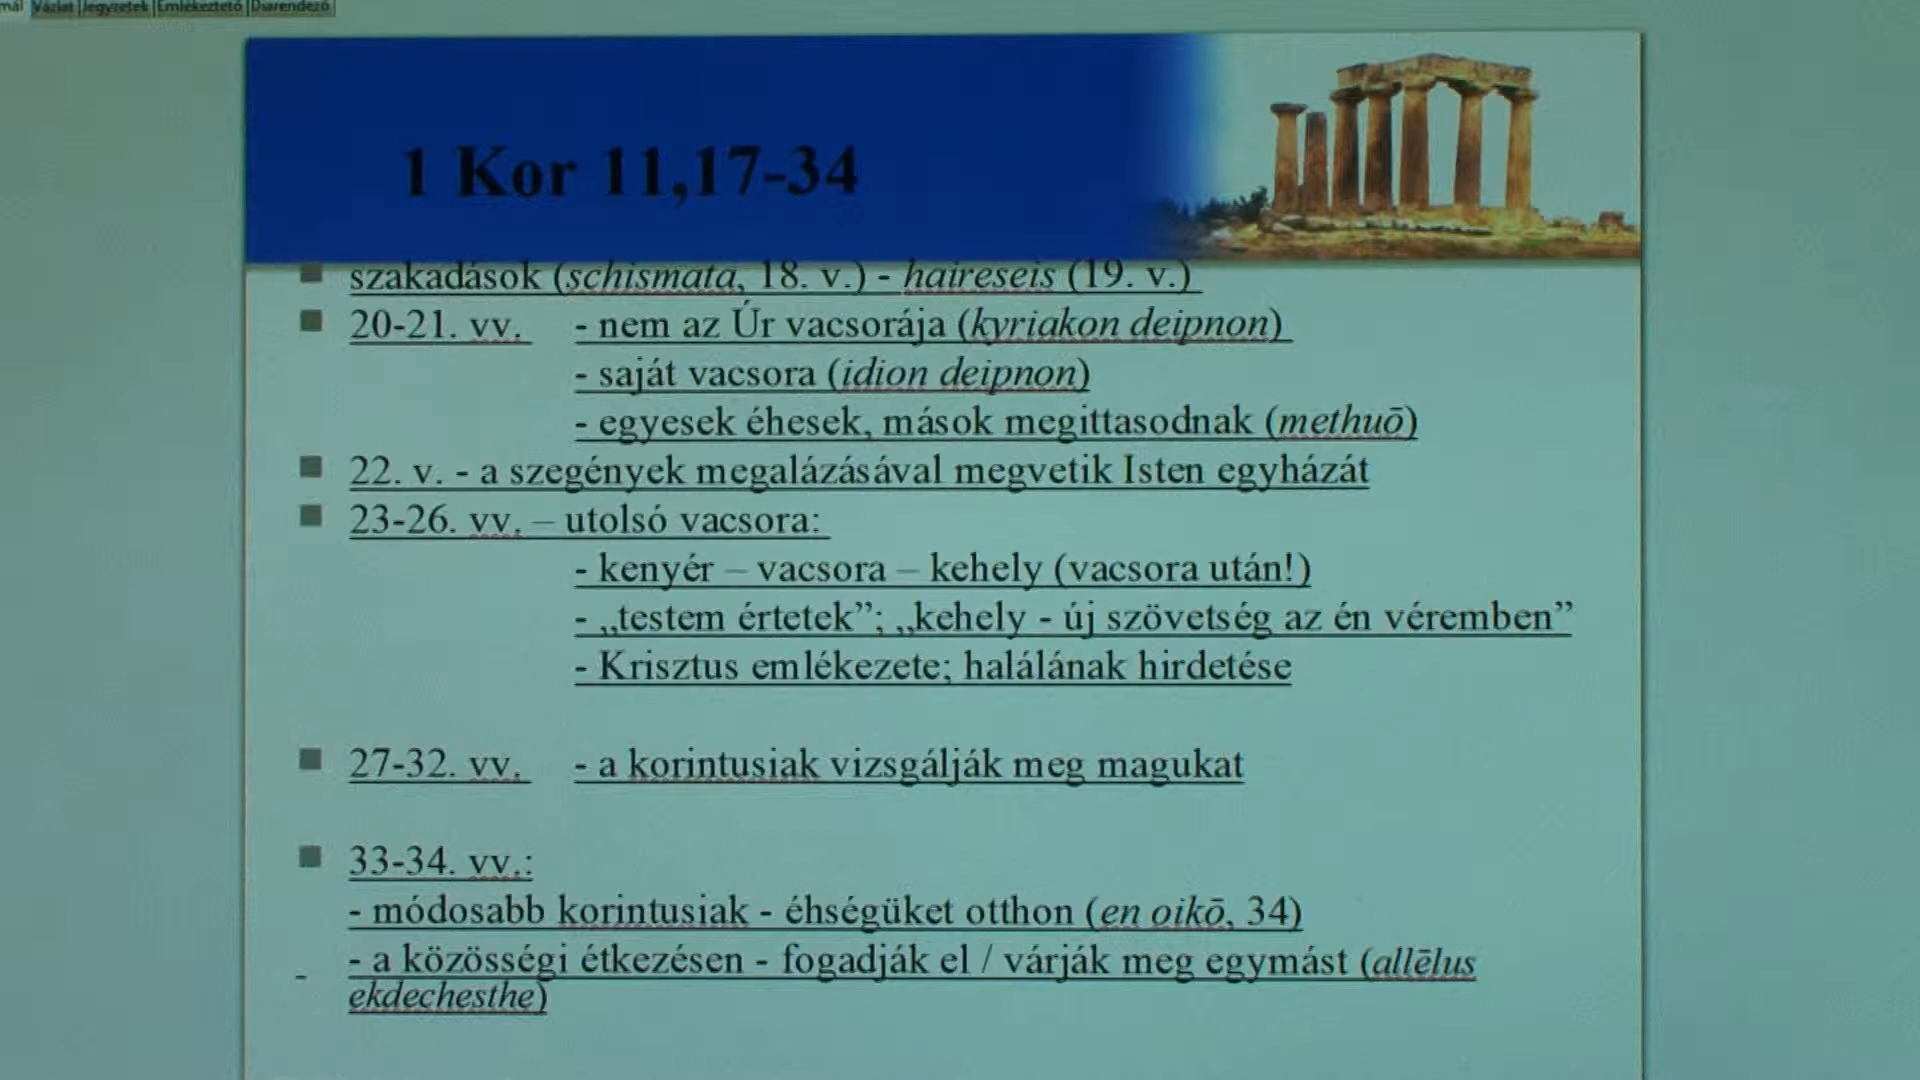 Vázlat Jegyzetek Emlékeztető Diarendező
1 Kor 11,17-34
szakadások (schismata, 18. v.) - haireseis (19. v.)
20-21. vv. - nem az Úr vacsorája (kyriakon deipnon)
- saját vacsora (idion deipnon)
- egyesek éhesek, mások megittasodnak (methuō)
22. v. - a szegények megalázásával megvetik Isten egyházát
23-26. vv. – utolsó vacsora:
- kenyér – vacsora – kehely (vacsora után!)
- „testem értetek”; „kehely - új szövetség az én véremben”
- Krisztus emlékezete; halálának hirdetése
27-32. vv. - a korintusiak vizsgálják meg magukat
33-34. vv.:
- módosabb korintusiak - éhségüket otthon (en oikō, 34)
- a közösségi étkezésen - fogadják el / várják meg egymást (allēlus
ekdechesthe)